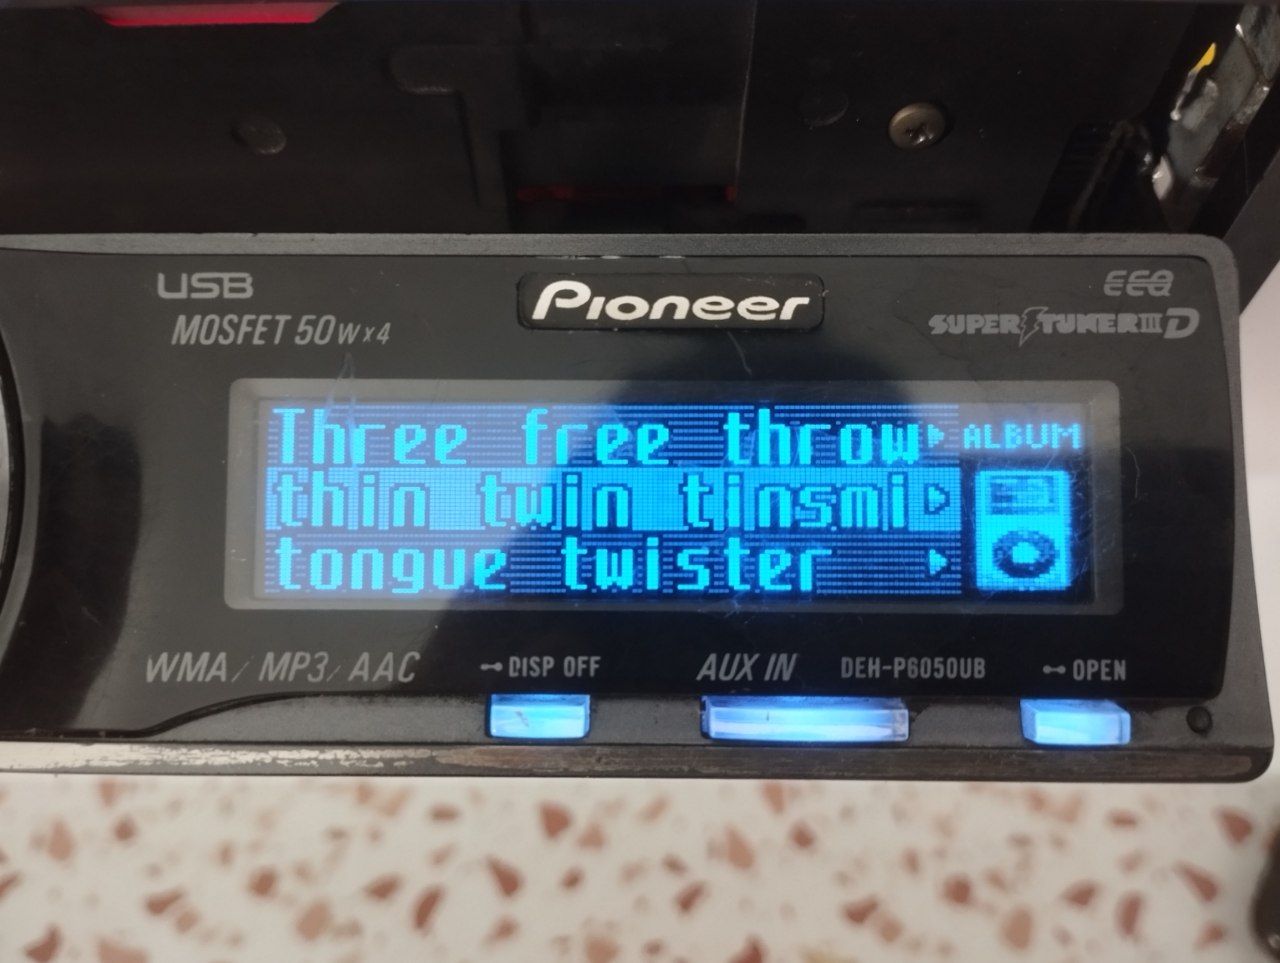 USB
Pioneer
EEQ
MOSFET 50W x 4
SUPER TUNER III D
Three free throw
ALBUM
thin twin tinsmi
tongue twister
WMA / MP3 / AAC
DISP OFF
AUX IN
DEH-P6050UB
OPEN